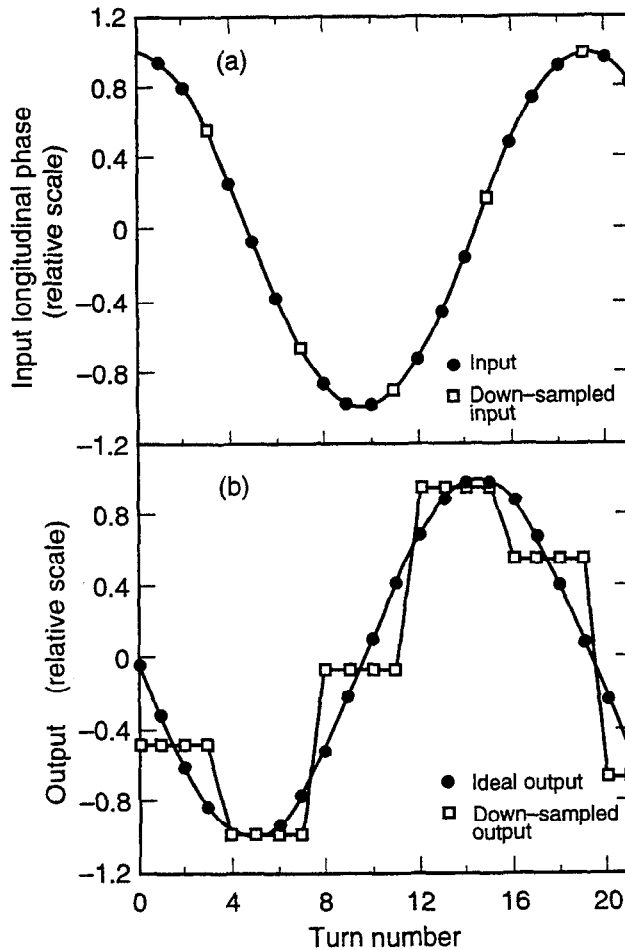 1.2
(a)
0.8
0.4
0
−0.4
−0.8
−1.2
Input longitudinal phase
(relative scale)
Input
Down−sampled
input
(b)
0.8
0.4
0
−0.4
−0.8
−1.2
Output (relative scale)
Ideal output
Down−sampled
output
0 4 8 12 16 20
Turn number